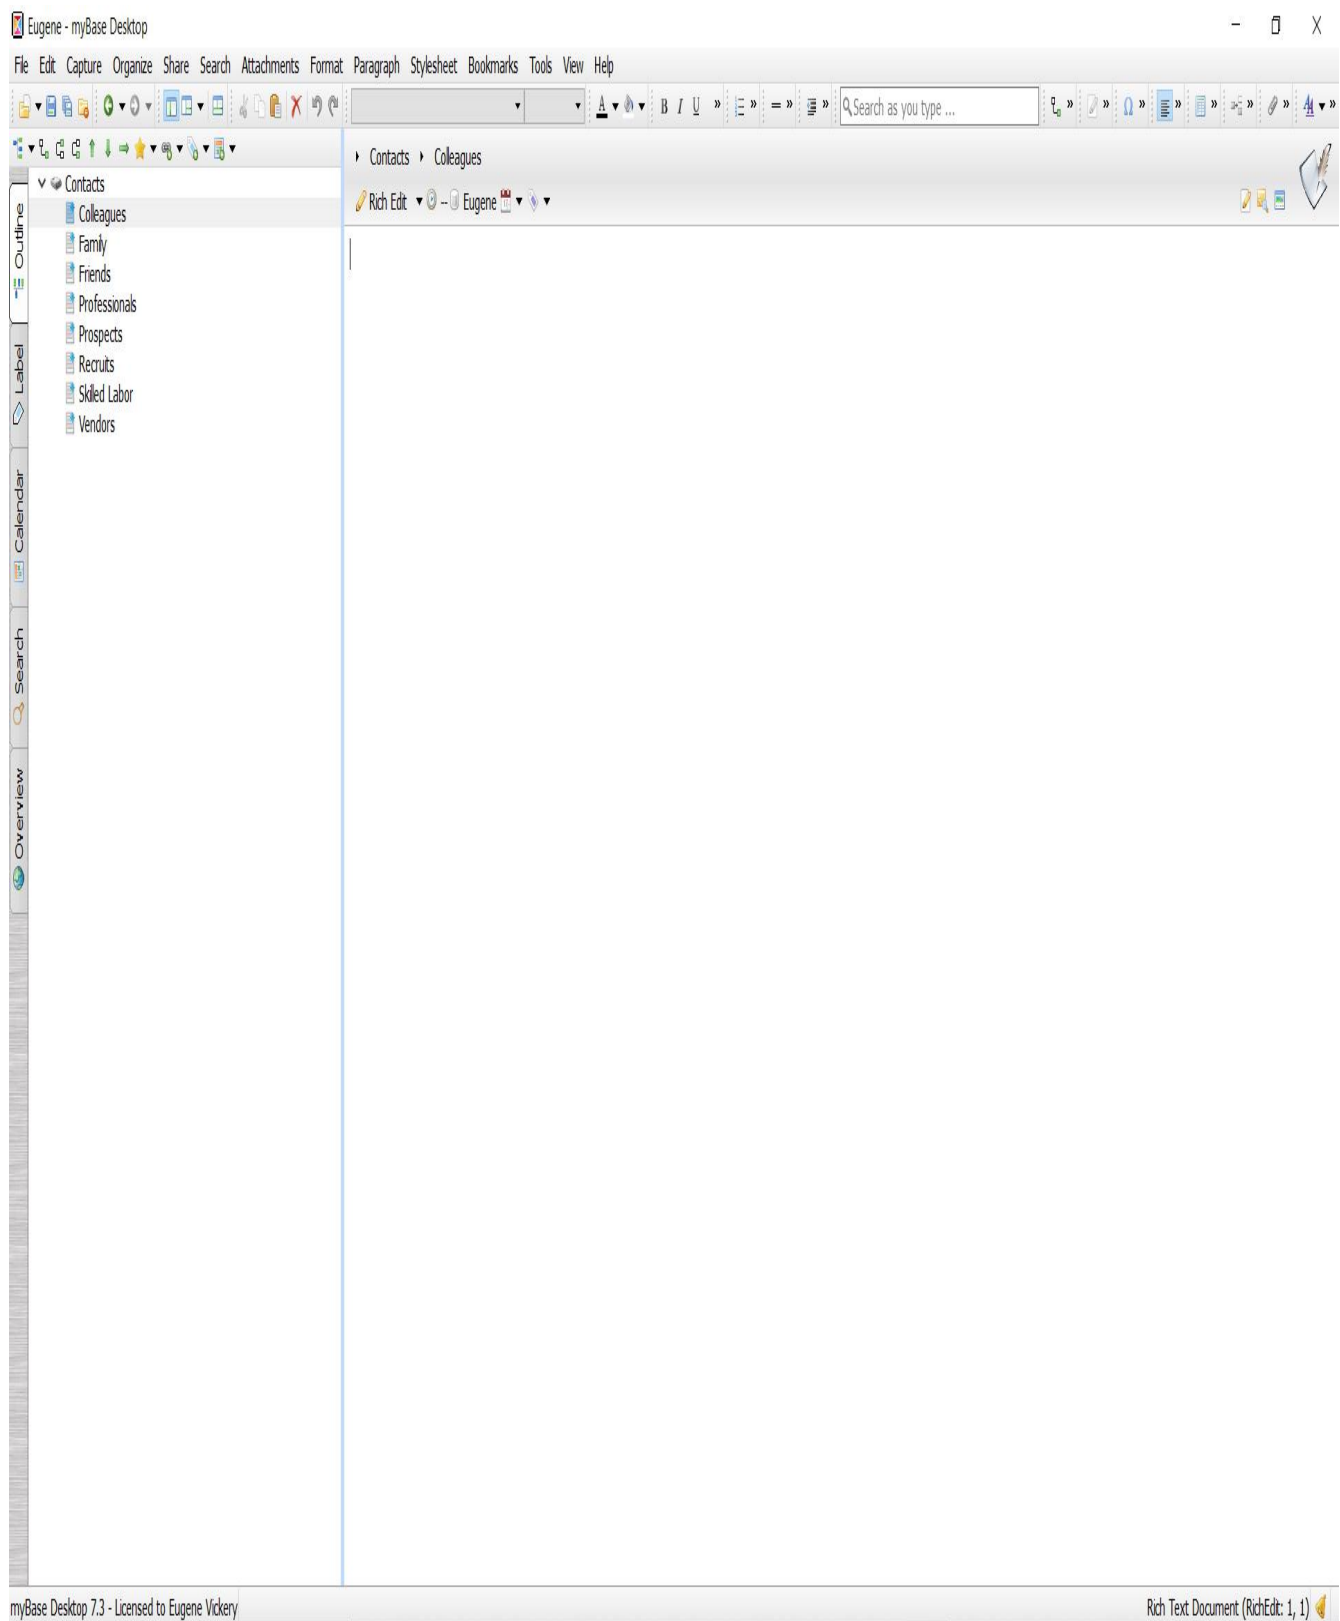 Eugene - myBase Desktop
File Edit Capture Organize Share Search Attachments Format Paragraph Stylesheet Bookmarks Tools View Help
A B I U » » = » » Search as you type ... » » Ω » » » » » A »
Contacts Colleagues
Rich Edit -- Eugene
Outline
Label
Calendar
Search
Overview
Contacts
Colleagues
Family
Friends
Professionals
Prospects
Recruits
Skilled Labor
Vendors
myBase Desktop 7.3 - Licensed to Eugene Vickery
Rich Text Document (RichEdit: 1, 1)